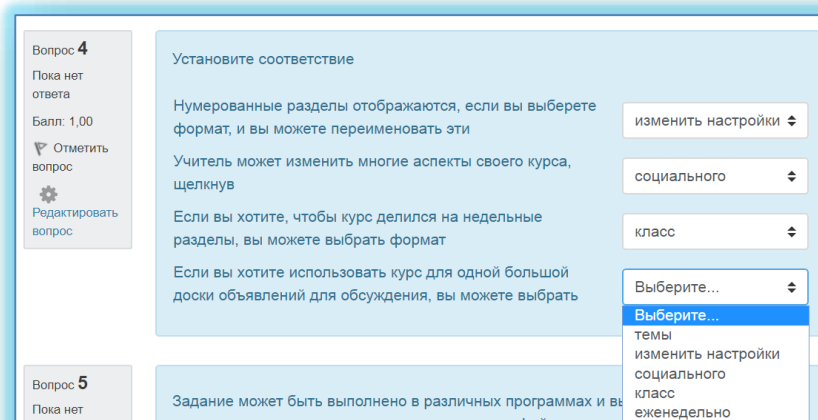 Вопрос 4
Пока нет
ответа
Балл: 1,00
Отметить
вопрос
Редактировать
вопрос
Установите соответствие
Нумерованные разделы отображаются, если вы выберете
формат, и вы можете переименовать эти
изменить настройки
Учитель может изменить многие аспекты своего курса,
щелкнув
социального
Если вы хотите, чтобы курс делился на недельные
разделы, вы можете выбрать формат
класс
Если вы хотите использовать курс для одной большой
доски объявлений для обсуждения, вы можете выбрать
Выберите...
Выберите...
темы
изменить настройки
социального
класс
еженедельно
Вопрос 5
Пока нет
Задание может быть выполнено в различных программах и